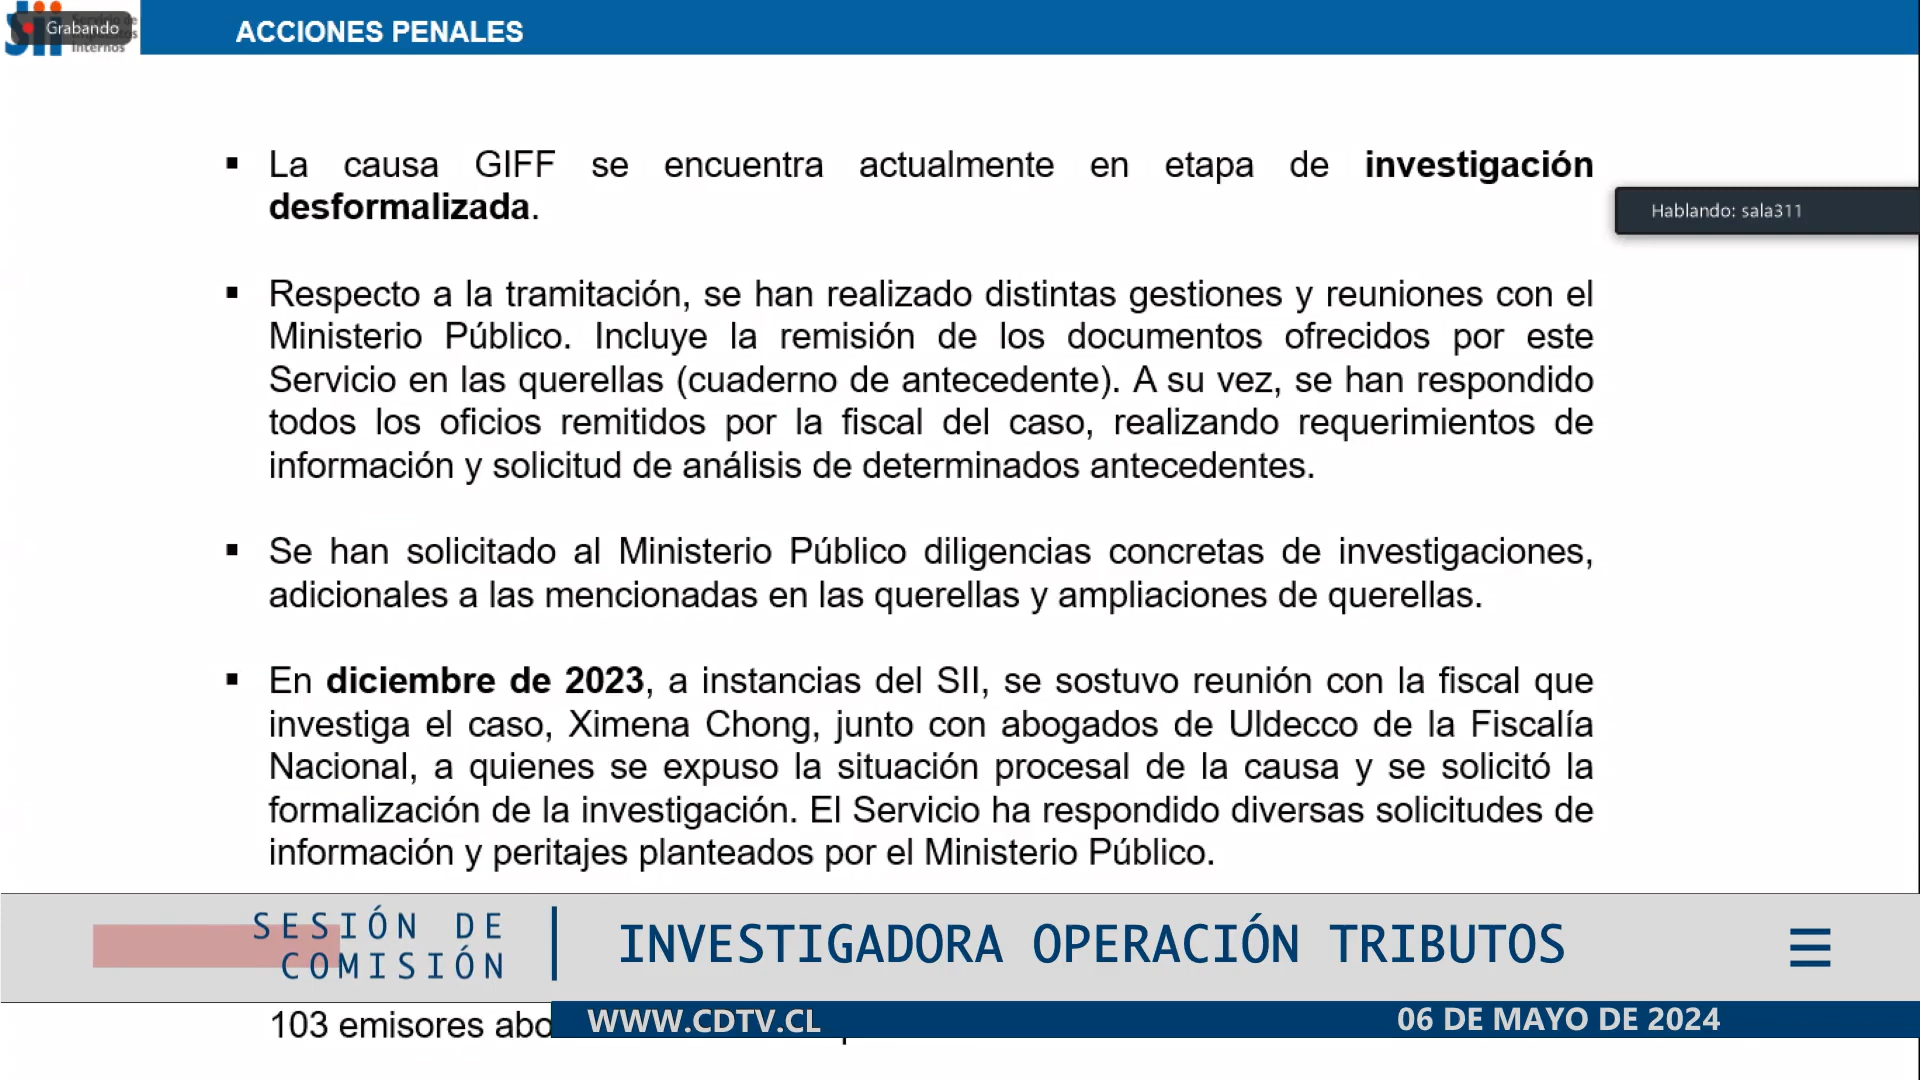 sii Servicio de
Grabando
Internos
ACCIONES PENALES
▪ La causa GIFF se encuentra actualmente en etapa de investigación
desformalizada.
Hablando: sala311
▪ Respecto a la tramitación, se han realizado distintas gestiones y reuniones con el
Ministerio Público. Incluye la remisión de los documentos ofrecidos por este
Servicio en las querellas (cuaderno de antecedente). A su vez, se han respondido
todos los oficios remitidos por la fiscal del caso, realizando requerimientos de
información y solicitud de análisis de determinados antecedentes.
▪ Se han solicitado al Ministerio Público diligencias concretas de investigaciones,
adicionales a las mencionadas en las querellas y ampliaciones de querellas.
▪ En diciembre de 2023, a instancias del SII, se sostuvo reunión con la fiscal que
investiga el caso, Ximena Chong, junto con abogados de Uldecco de la Fiscalía
Nacional, a quienes se expuso la situación procesal de la causa y se solicitó la
formalización de la investigación. El Servicio ha respondido diversas solicitudes de
información y peritajes planteados por el Ministerio Público.
SESIÓN DE
COMISIÓN
INVESTIGADORA OPERACIÓN TRIBUTOS
103 emisores abo
WWW.CDTV.CL
06 DE MAYO DE 2024